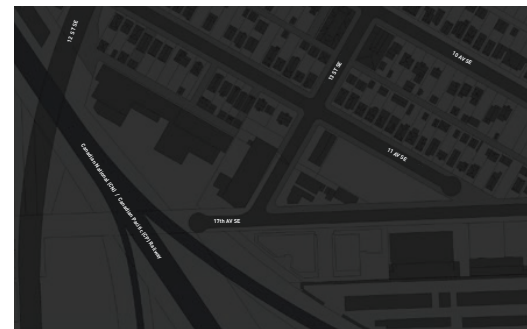 12 ST SE
10 AV SE
13 ST SE
11 AV SE
Canadian National (CN) / Canadian Pacific (CP) Railway
17th AV SE